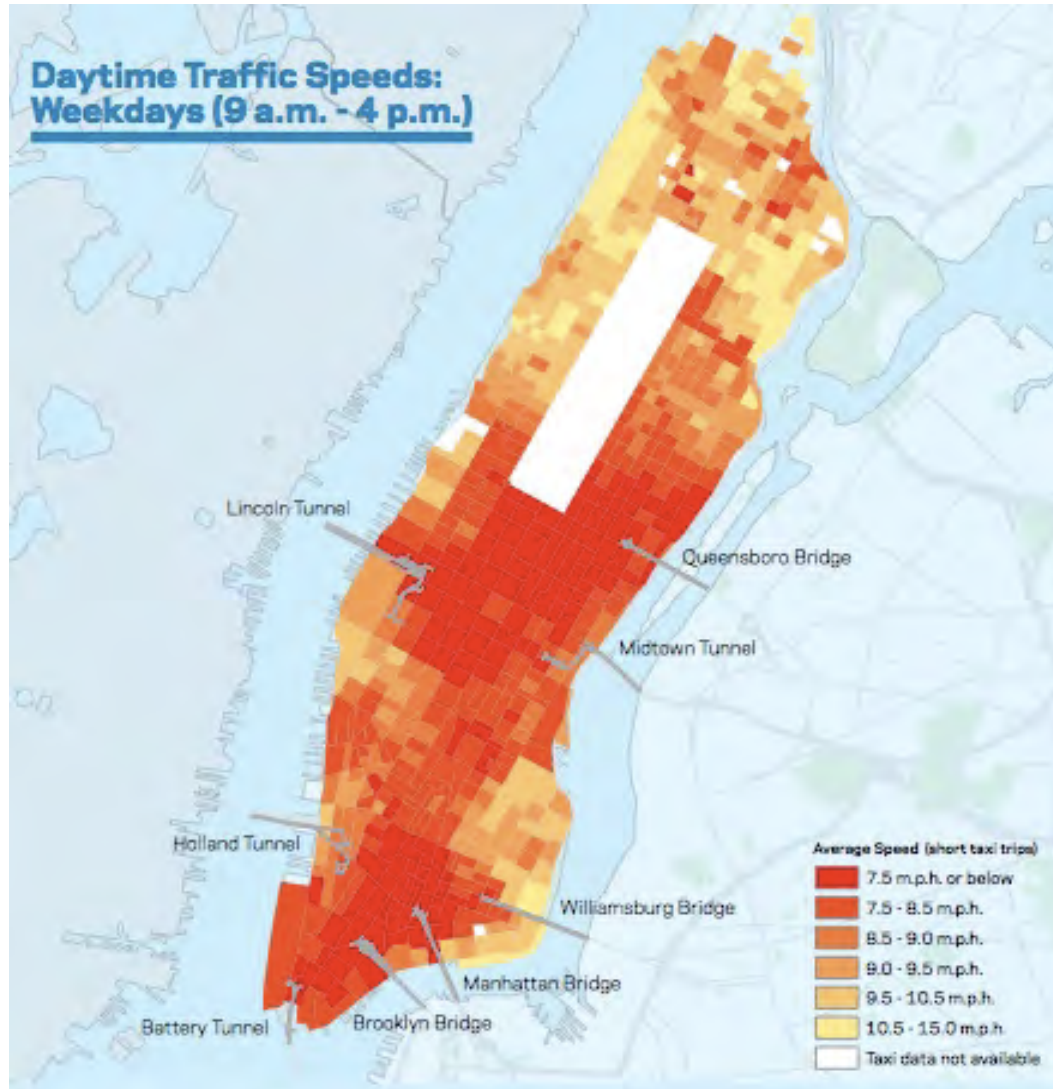 Daytime Traffic Speeds:
Weekdays (9 a.m. - 4 p.m.)
Lincoln Tunnel
Queensboro Bridge
Midtown Tunnel
Holland Tunnel
Williamsburg Bridge
Manhattan Bridge
Brooklyn Bridge
Battery Tunnel
Average Speed (short taxi trips)
7.5 m.p.h. or below
7.5 - 8.5 m.p.h.
8.5 - 9.0 m.p.h.
9.0 - 9.5 m.p.h.
9.5 - 10.5 m.p.h.
10.5 - 15.0 m.p.h.
Taxi data not available